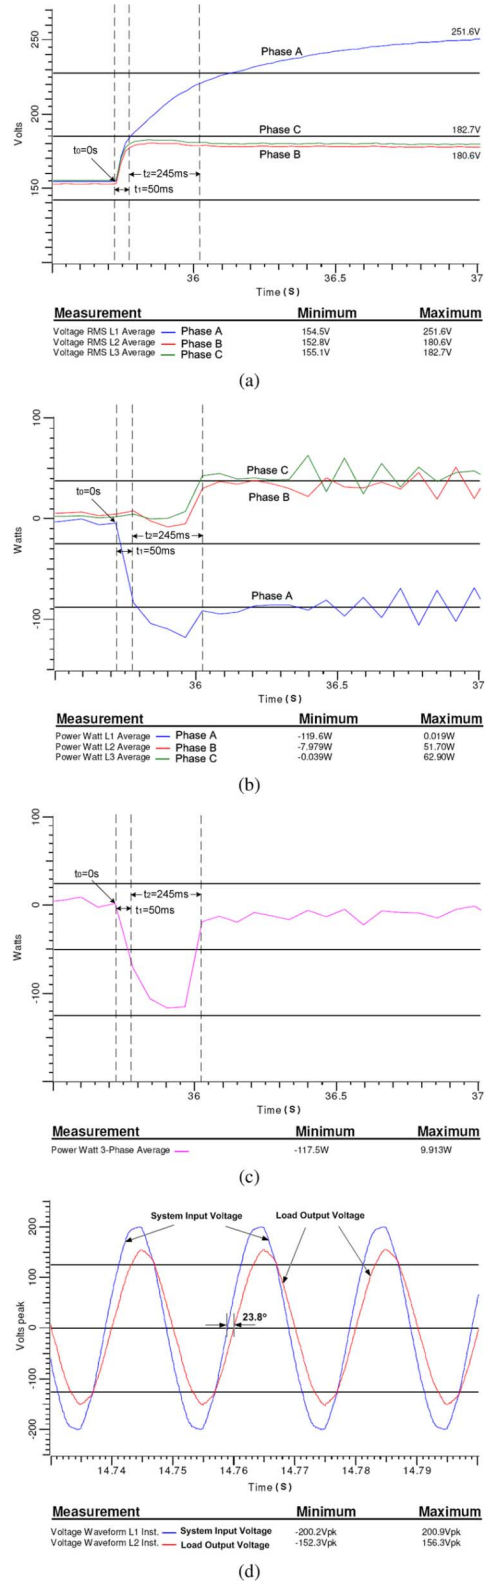 251.6V
250
Phase A
200
Volts
Phase C
182.7V
t₀=0s
Phase B
t₂=245ms
180.6V
150
t₁=50ms
36
36.5
37
Time (S)
Measurement Minimum Maximum
Voltage RMS L1 Average Phase A 154.5V 251.6V
Voltage RMS L2 Average Phase B 152.8V 180.6V
Voltage RMS L3 Average Phase C 155.1V 182.7V
(a)
100
Phase C
t₀=0s
Phase B
0
t₂=245ms
Watts
t₁=50ms
Phase A
-100
36
36.5
37
Time (S)
Measurement Minimum Maximum
Power Watt L1 Average Phase A -119.6W 0.019W
Power Watt L2 Average Phase B -7.979W 51.70W
Power Watt L3 Average Phase C -0.039W 62.90W
(b)
100
t₀=0s
t₂=245ms
0
t₁=50ms
Watts
-100
36
36.5
37
Time (S)
Measurement Minimum Maximum
Power Watt 3-Phase Average -117.5W 9.913W
(c)
System Input Voltage Load Output Voltage
200
100
23.8°
Volts peak
0
-100
-200
14.74 14.75 14.76 14.77 14.78 14.79
Time (S)
Measurement Minimum Maximum
Voltage Waveform L1 Inst. System Input Voltage -200.2Vpk 200.9Vpk
Voltage Waveform L2 Inst. Load Output Voltage -152.3Vpk 156.3Vpk
(d)